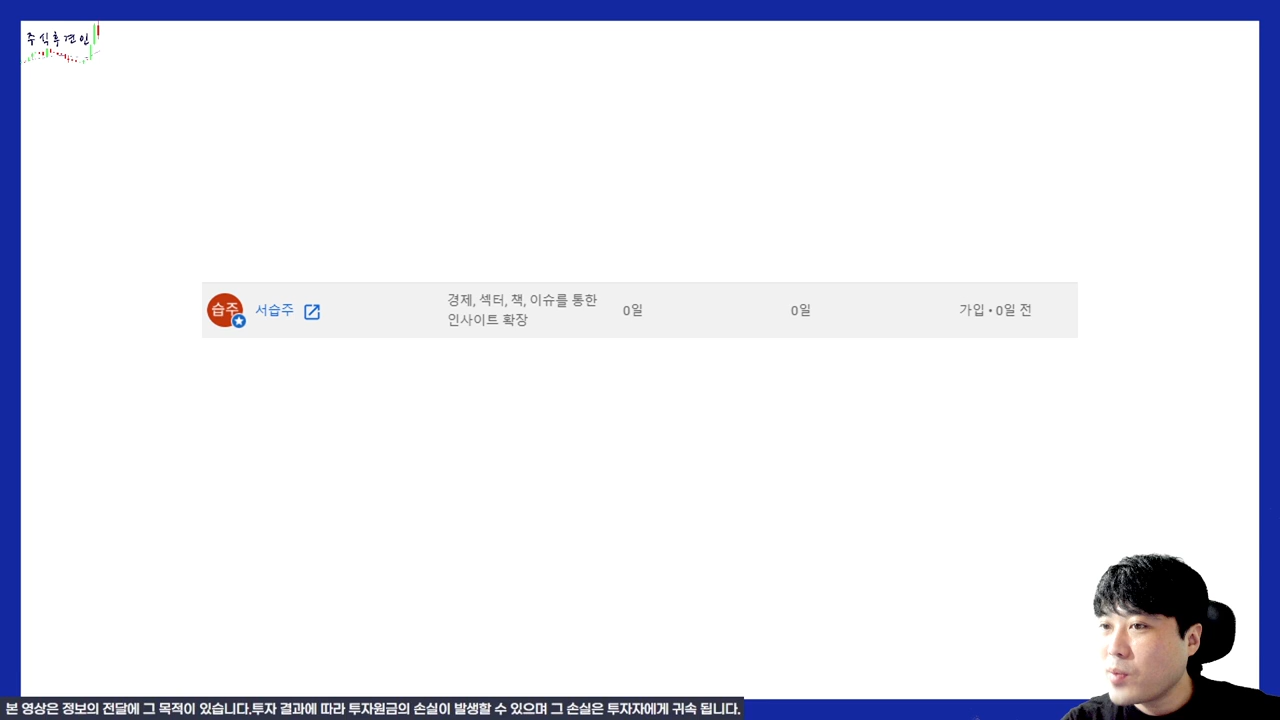 주식후견인
습주
서습주
경제, 섹터, 책, 이슈를 통한
인사이트 확장
0일
0일
가입 • 0일 전
본 영상은 정보의 전달에 그 목적이 있습니다.투자 결과에 따라 투자원금의 손실이 발생할 수 있으며 그 손실은 투자자에게 귀속 됩니다.